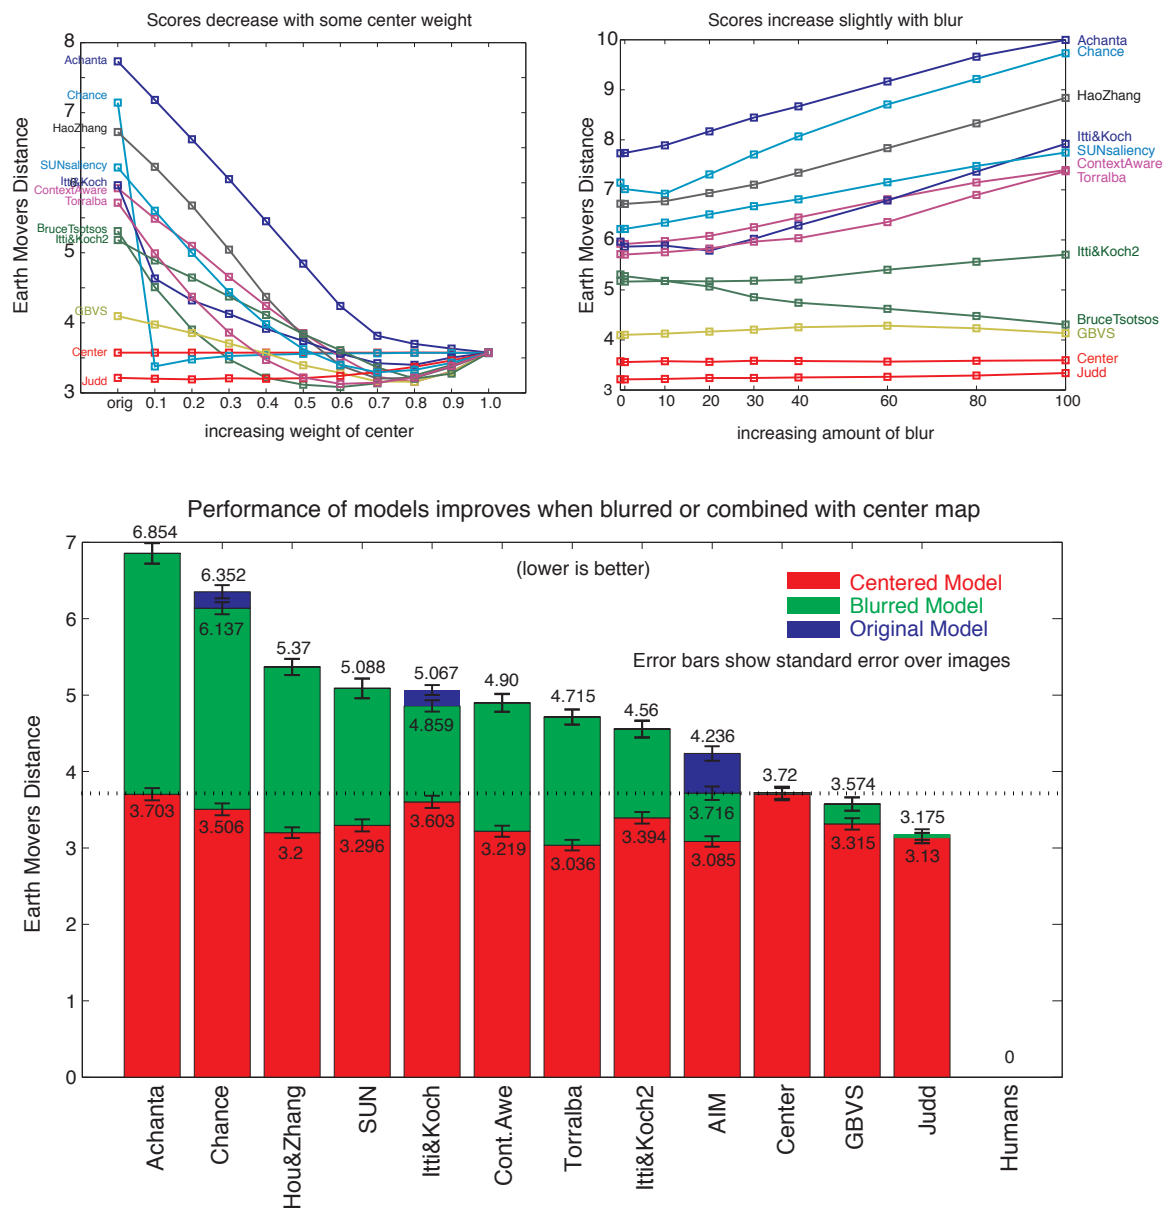 Scores decrease with some center weight
8
7
6
5
4
3
Earth Movers Distance
Achanta
Chance
HaoZhang
SUNsaliency
Itti&Koch
ContextAware
Torralba
BruceTsotsos
Itti&Koch2
GBVS
Center
Judd
orig 0.1 0.2 0.3 0.4 0.5 0.6 0.7 0.8 0.9 1.0
increasing weight of center
Scores increase slightly with blur
10
9
8
7
6
5
4
3
Earth Movers Distance
Achanta
Chance
HaoZhang
Itti&Koch
SUNsaliency
ContextAware
Torralba
Itti&Koch2
BruceTsotsos
GBVS
Center
Judd
0 10 20 30 40 60 80 100
increasing amount of blur
Performance of models improves when blurred or combined with center map
(lower is better)
Centered Model
Blurred Model
Original Model
Error bars show standard error over images
7
6
5
4
3
2
1
0
Earth Movers Distance
6.854
3.703
6.352
6.137
3.506
5.37
3.2
5.088
3.296
5.067
4.859
3.603
4.90
3.219
4.715
3.036
4.56
3.394
4.236
3.716
3.085
3.72
3.574
3.315
3.175
3.13
0
Achanta
Chance
Hou&Zhang
SUN
Itti&Koch
Cont.Awe
Torralba
Itti&Koch2
AIM
Center
GBVS
Judd
Humans